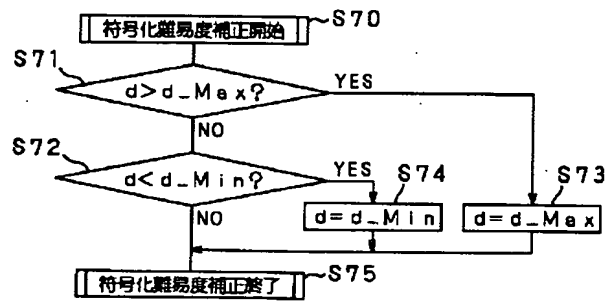 符号化難易度補正開始
S70
S71
d>d_Max?
YES
NO
S72
d<d_Min?
YES
NO
S74
d=d_Min
S73
d=d_Max
符号化難易度補正終了
S75